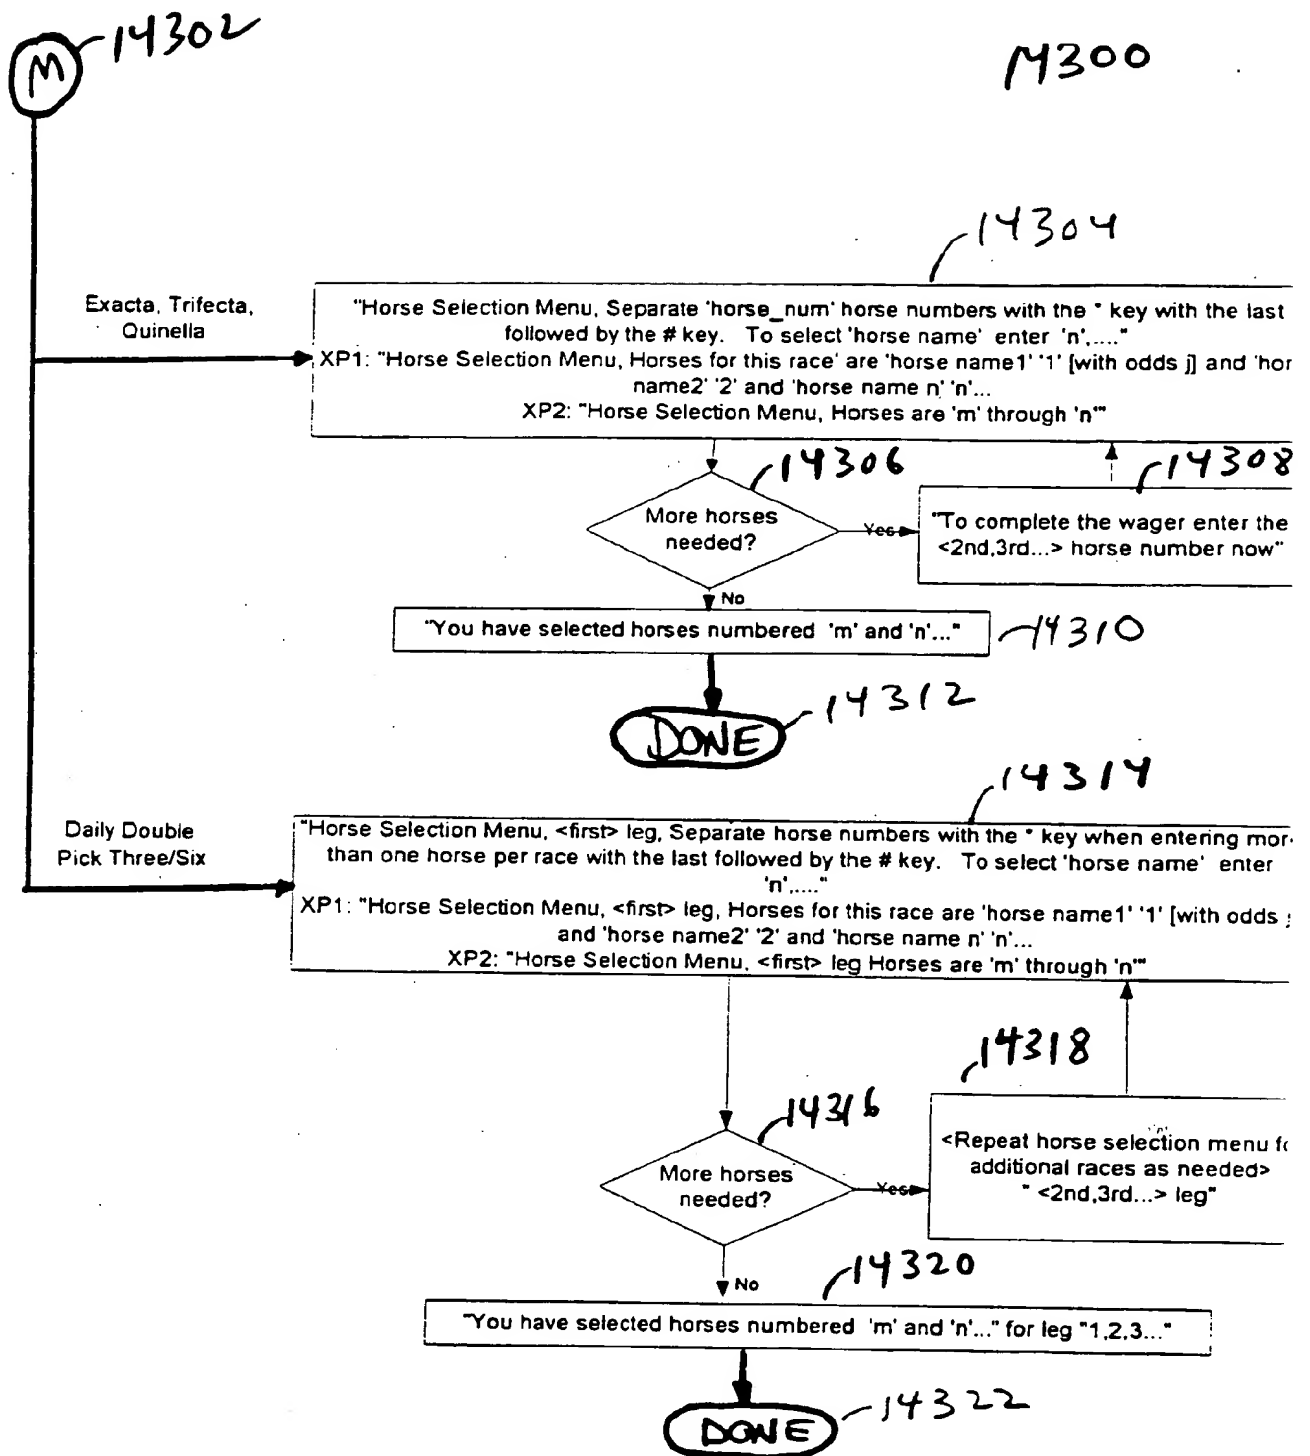 M 14302
14300
14304
Exacta, Trifecta,
Quinella
"Horse Selection Menu, Separate 'horse_num' horse numbers with the * key with the last
followed by the # key. To select 'horse name' enter 'n',...."
XP1: "Horse Selection Menu, Horses for this race' are 'horse name1' '1' [with odds j] and 'hor
name2' '2' and 'horse name n' 'n'...
XP2: "Horse Selection Menu, Horses are 'm' through 'n'"
14306
14308
More horses
needed?
Yes
"To complete the wager enter the
<2nd,3rd...> horse number now"
No
"You have selected horses numbered 'm' and 'n'..."
14310
DONE
14312
14314
Daily Double
Pick Three/Six
"Horse Selection Menu, <first> leg, Separate horse numbers with the * key when entering mor
than one horse per race with the last followed by the # key. To select 'horse name' enter
'n',...."
XP1: "Horse Selection Menu, <first> leg, Horses for this race are 'horse name1' '1' [with odds
and 'horse name2' '2' and 'horse name n' 'n'...
XP2: "Horse Selection Menu, <first> leg Horses are 'm' through 'n'"
14318
14316
More horses
needed?
Yes
<Repeat horse selection menu fo
additional races as needed>
" <2nd,3rd...> leg"
No
14320
"You have selected horses numbered 'm' and 'n'..." for leg "1,2,3..."
DONE
14322